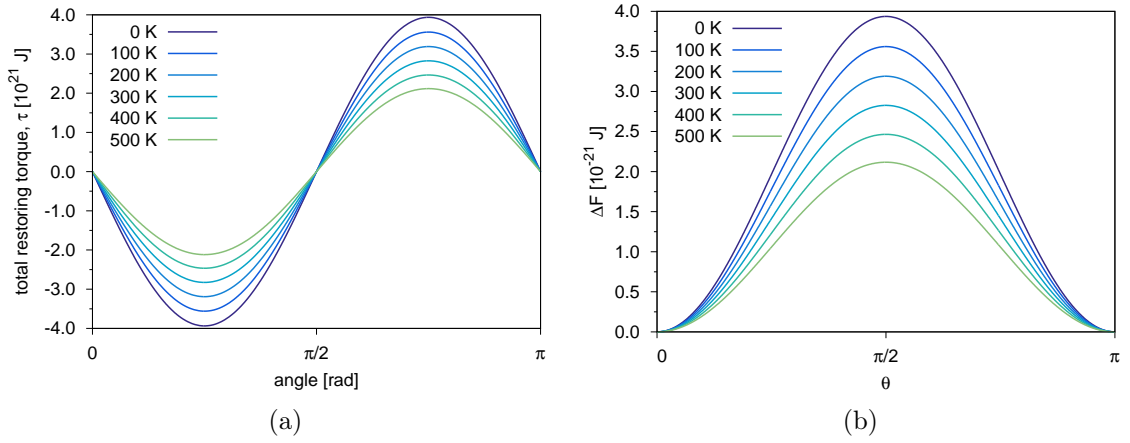 total restoring torque, τ [10²¹ J]
4.0
3.0
2.0
1.0
0.0
-1.0
-2.0
-3.0
-4.0
0 K
100 K
200 K
300 K
400 K
500 K
0 π/2 π
angle [rad]
(a)
ΔF [10⁻²¹ J]
4.0
3.5
3.0
2.5
2.0
1.5
1.0
0.5
0.0
0 K
100 K
200 K
300 K
400 K
500 K
0 π/2 π
θ
(b)